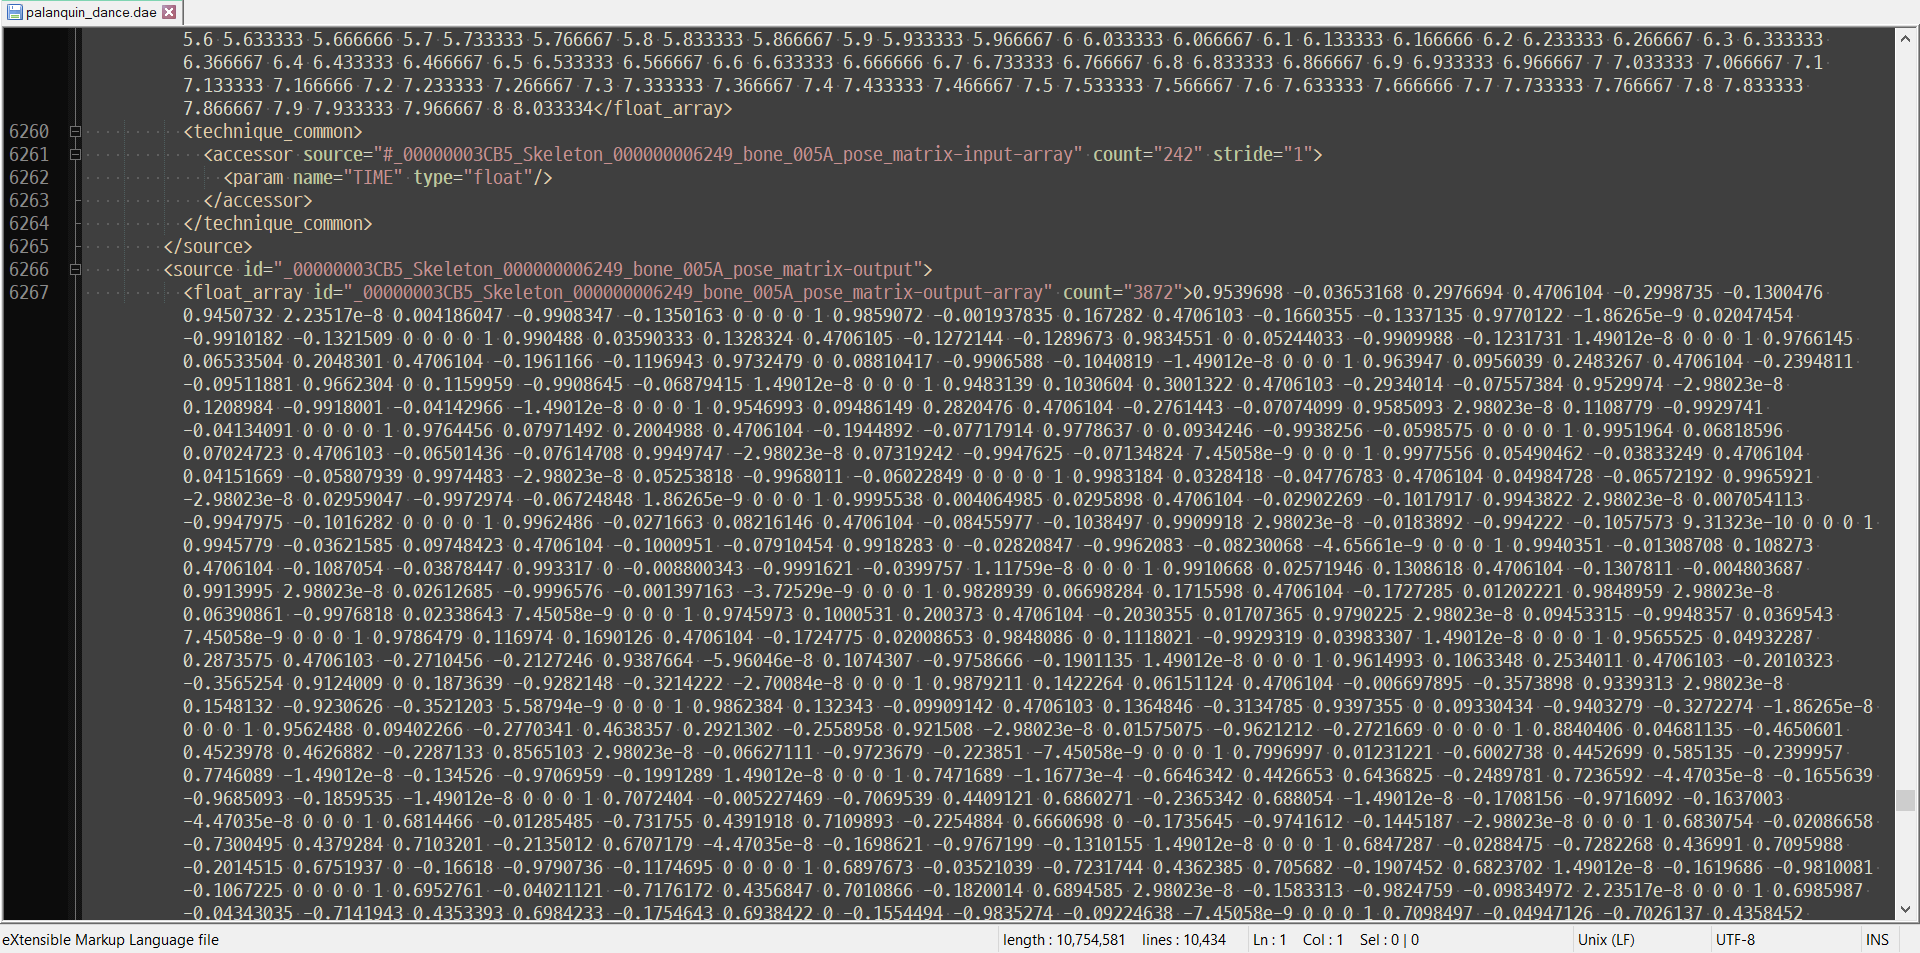 palanquin_dance.dae
5.6 5.633333 5.666666 5.7 5.733333 5.766667 5.8 5.833333 5.866667 5.9 5.933333 5.966667 6 6.033333 6.066667 6.1 6.133333 6.166666 6.2 6.233333 6.266667 6.3 6.333333
6.366667 6.4 6.433333 6.466667 6.5 6.533333 6.566667 6.6 6.633333 6.666666 6.7 6.733333 6.766667 6.8 6.833333 6.866667 6.9 6.933333 6.966667 7 7.033333 7.066667 7.1
7.133333 7.166666 7.2 7.233333 7.266667 7.3 7.333333 7.366667 7.4 7.433333 7.466667 7.5 7.533333 7.566667 7.6 7.633333 7.666666 7.7 7.733333 7.766667 7.8 7.833333
7.866667 7.9 7.933333 7.966667 8 8.033334</float_array>
6260 <technique_common>
6261 <accessor source="#_00000003CB5_Skeleton_000000006249_bone_005A_pose_matrix-input-array" count="242" stride="1">
6262 <param name="TIME" type="float"/>
6263 </accessor>
6264 </technique_common>
6265 </source>
6266 <source id="_00000003CB5_Skeleton_000000006249_bone_005A_pose_matrix-output">
6267 <float_array id="_00000003CB5_Skeleton_000000006249_bone_005A_pose_matrix-output-array" count="3872">0.9539698 -0.03653168 0.2976694 0.4706104 -0.2998735 -0.1300476
0.9450732 2.23517e-8 0.004186047 -0.9908347 -0.1350163 0 0 0 0 1 0.9859072 -0.001937835 0.167282 0.4706103 -0.1660355 -0.1337135 0.9770122 -1.86265e-9 0.02047454
-0.9910182 -0.1321509 0 0 0 0 1 0.990488 0.03590333 0.1328324 0.4706105 -0.1272144 -0.1289673 0.9834551 0 0.05244033 -0.9909988 -0.1231731 1.49012e-8 0 0 0 1 0.9766145
0.06533504 0.2048301 0.4706104 -0.1961166 -0.1196943 0.9732479 0 0.08810417 -0.9906588 -0.1040819 -1.49012e-8 0 0 0 1 0.963947 0.0956039 0.2483267 0.4706104 -0.2394811
-0.09511881 0.9662304 0 0.1159959 -0.9908645 -0.06879415 1.49012e-8 0 0 0 1 0.9483139 0.1030604 0.3001322 0.4706103 -0.2934014 -0.07557384 0.9529974 -2.98023e-8
0.1208984 -0.9918001 -0.04142966 -1.49012e-8 0 0 0 1 0.9546993 0.09486149 0.2820476 0.4706104 -0.2761443 -0.07074099 0.9585093 2.98023e-8 0.1108779 -0.9929741
-0.04134091 0 0 0 0 1 0.9764456 0.07971492 0.2004988 0.4706104 -0.1944892 -0.07717914 0.9778637 0 0.0934246 -0.9938256 -0.0598575 0 0 0 0 1 0.9951964 0.06818596
0.07024723 0.4706103 -0.06501436 -0.07614708 0.9949747 -2.98023e-8 0.07319242 -0.9947625 -0.07134824 7.45058e-9 0 0 0 1 0.9977556 0.05490462 -0.03833249 0.4706104
0.04151669 -0.05807939 0.9974483 -2.98023e-8 0.05253818 -0.9968011 -0.06022849 0 0 0 0 1 0.9983184 0.0328418 -0.04776783 0.4706104 0.04984728 -0.06572192 0.9965921
-2.98023e-8 0.02959047 -0.9972974 -0.06724848 1.86265e-9 0 0 0 1 0.9995538 0.004064985 0.0295898 0.4706104 -0.02902269 -0.1017917 0.9943822 2.98023e-8 0.007054113
-0.9947975 -0.1016282 0 0 0 0 1 0.9962486 -0.0271663 0.08216146 0.4706104 -0.08455977 -0.1038497 0.9909918 2.98023e-8 -0.0183892 -0.994222 -0.1057573 9.31323e-10 0 0 0 1
0.9945779 -0.03621585 0.09748423 0.4706104 -0.1000951 -0.07910454 0.9918283 0 -0.02820847 -0.9962083 -0.08230068 -4.65661e-9 0 0 0 1 0.9940351 -0.01308708 0.108273
0.4706104 -0.1087054 -0.03878447 0.993317 0 -0.008800343 -0.9991621 -0.0399757 1.11759e-8 0 0 0 1 0.9910668 0.02571946 0.1308618 0.4706104 -0.1307811 -0.004803687
0.9913995 2.98023e-8 0.02612685 -0.9996576 -0.001397163 -3.72529e-9 0 0 0 1 0.9828939 0.06698284 0.1715598 0.4706104 -0.1727285 0.01202221 0.9848959 2.98023e-8
0.06390861 -0.9976818 0.02338643 7.45058e-9 0 0 0 1 0.9745973 0.1000531 0.200373 0.4706104 -0.2030355 0.01707365 0.9790225 2.98023e-8 0.09453315 -0.9948357 0.0369543
7.45058e-9 0 0 0 1 0.9786479 0.116974 0.1690126 0.4706104 -0.1724775 0.02008653 0.9848086 0 0.1118021 -0.9929319 0.03983307 1.49012e-8 0 0 0 1 0.9565525 0.04932287
0.2873575 0.4706103 -0.2710456 -0.2127246 0.9387664 -5.96046e-8 0.1074307 -0.9758666 -0.1901135 1.49012e-8 0 0 0 1 0.9614993 0.1063348 0.2534011 0.4706103 -0.2010323
-0.3565254 0.9124009 0 0.1873639 -0.9282148 -0.3214222 -2.70084e-8 0 0 0 1 0.9879211 0.1422264 0.06151124 0.4706104 -0.006697895 -0.3573898 0.9339313 2.98023e-8
0.1548132 -0.9230626 -0.3521203 5.58794e-9 0 0 0 1 0.9862384 0.132343 -0.09909142 0.4706103 0.1364846 -0.3134785 0.9397355 0 0.09330434 -0.9403279 -0.3272274 -1.86265e-8
0 0 0 1 0.9562488 0.09402266 -0.2770341 0.4638357 0.2921302 -0.2558958 0.921508 -2.98023e-8 0.01575075 -0.9621212 -0.2721669 0 0 0 0 1 0.8840406 0.04681135 -0.4650601
0.4523978 0.4626882 -0.2287133 0.8565103 2.98023e-8 -0.06627111 -0.9723679 -0.223851 -7.45058e-9 0 0 0 1 0.7996997 0.01231221 -0.6002738 0.4452699 0.585135 -0.2399957
0.7746089 -1.49012e-8 -0.134526 -0.9706959 -0.1991289 1.49012e-8 0 0 0 1 0.7471689 -1.16773e-4 -0.6646342 0.4426653 0.6436825 -0.2489781 0.7236592 -4.47035e-8 -0.1655639
-0.9685093 -0.1859535 -1.49012e-8 0 0 0 1 0.7072404 -0.005227469 -0.7069539 0.4409121 0.6860271 -0.2365342 0.688054 -1.49012e-8 -0.1708156 -0.9716092 -0.1637003
-4.47035e-8 0 0 0 1 0.6814466 -0.01285485 -0.731755 0.4391918 0.7109893 -0.2254884 0.6660698 0 -0.1735645 -0.9741612 -0.1445187 -2.98023e-8 0 0 0 1 0.6830754 -0.02086658
-0.7300495 0.4379284 0.7103201 -0.2135012 0.6707179 -4.47035e-8 -0.1698621 -0.9767199 -0.1310155 1.49012e-8 0 0 0 1 0.6847287 -0.0288475 -0.7282268 0.436991 0.7095988
-0.2014515 0.6751937 0 -0.16618 -0.9790736 -0.1174695 0 0 0 0 1 0.6897673 -0.03521039 -0.7231744 0.4362385 0.705682 -0.1907452 0.6823702 1.49012e-8 -0.1619686 -0.9810081
-0.1067225 0 0 0 0 1 0.6952761 -0.04021121 -0.7176172 0.4356847 0.7010866 -0.1820014 0.6894585 2.98023e-8 -0.1583313 -0.9824759 -0.09834972 2.23517e-8 0 0 0 1 0.6985987
-0.04343035 -0.7141943 0.4353393 0.6984233 -0.1754643 0.6938422 0 -0.1554494 -0.9835274 -0.09224638 -7.45058e-9 0 0 0 1 0.7098497 -0.04947126 -0.7026137 0.4358452
eXtensible Markup Language file length : 10,754,581 lines : 10,434 Ln : 1 Col : 1 Sel : 0 | 0 Unix (LF) UTF-8 INS